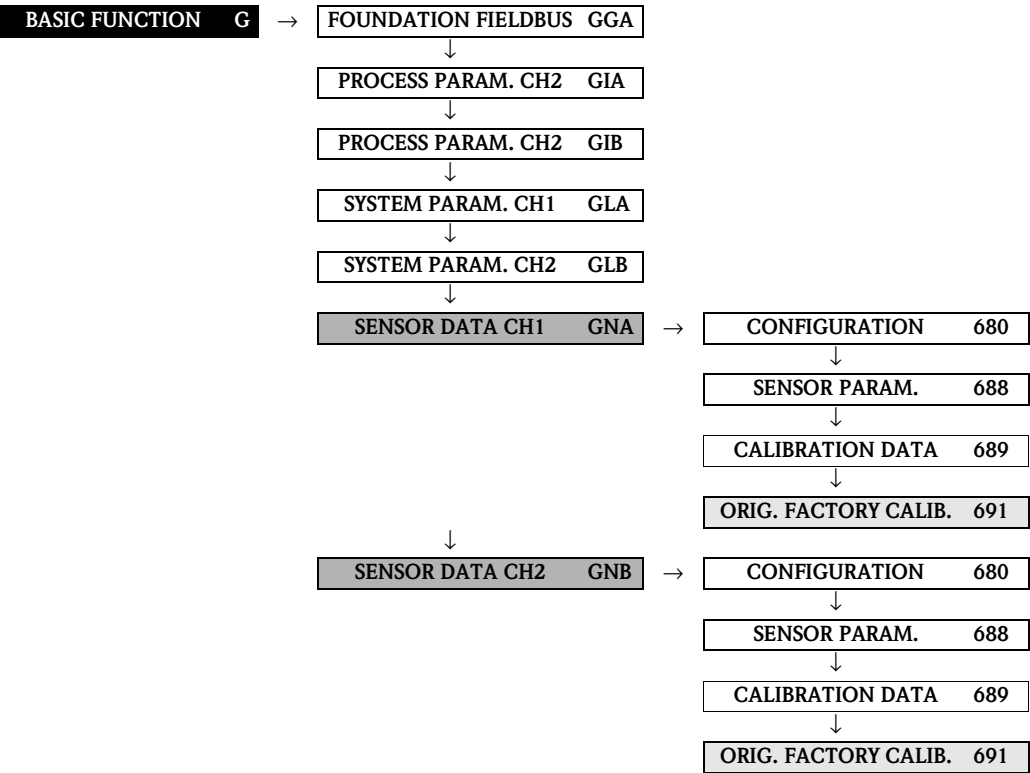 BASIC FUNCTION G → FOUNDATION FIELDBUS GGA
↓
PROCESS PARAM. CH2 GIA
↓
PROCESS PARAM. CH2 GIB
↓
SYSTEM PARAM. CH1 GLA
↓
SYSTEM PARAM. CH2 GLB
↓
SENSOR DATA CH1 GNA → CONFIGURATION 680
↓
SENSOR PARAM. 688
↓
CALIBRATION DATA 689
↓
ORIG. FACTORY CALIB. 691
↓
SENSOR DATA CH2 GNB → CONFIGURATION 680
↓
SENSOR PARAM. 688
↓
CALIBRATION DATA 689
↓
ORIG. FACTORY CALIB. 691